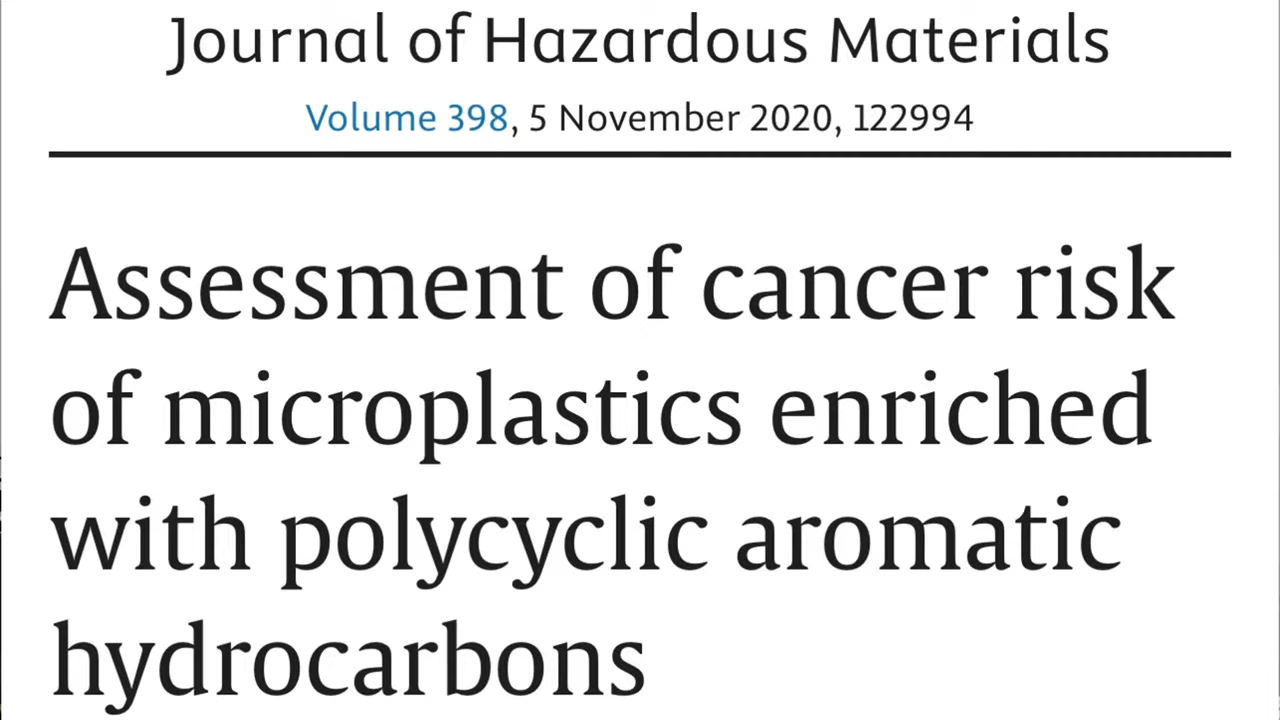 Journal of Hazardous Materials
Volume 398, 5 November 2020, 122994
Assessment of cancer risk
of microplastics enriched
with polycyclic aromatic
hydrocarbons